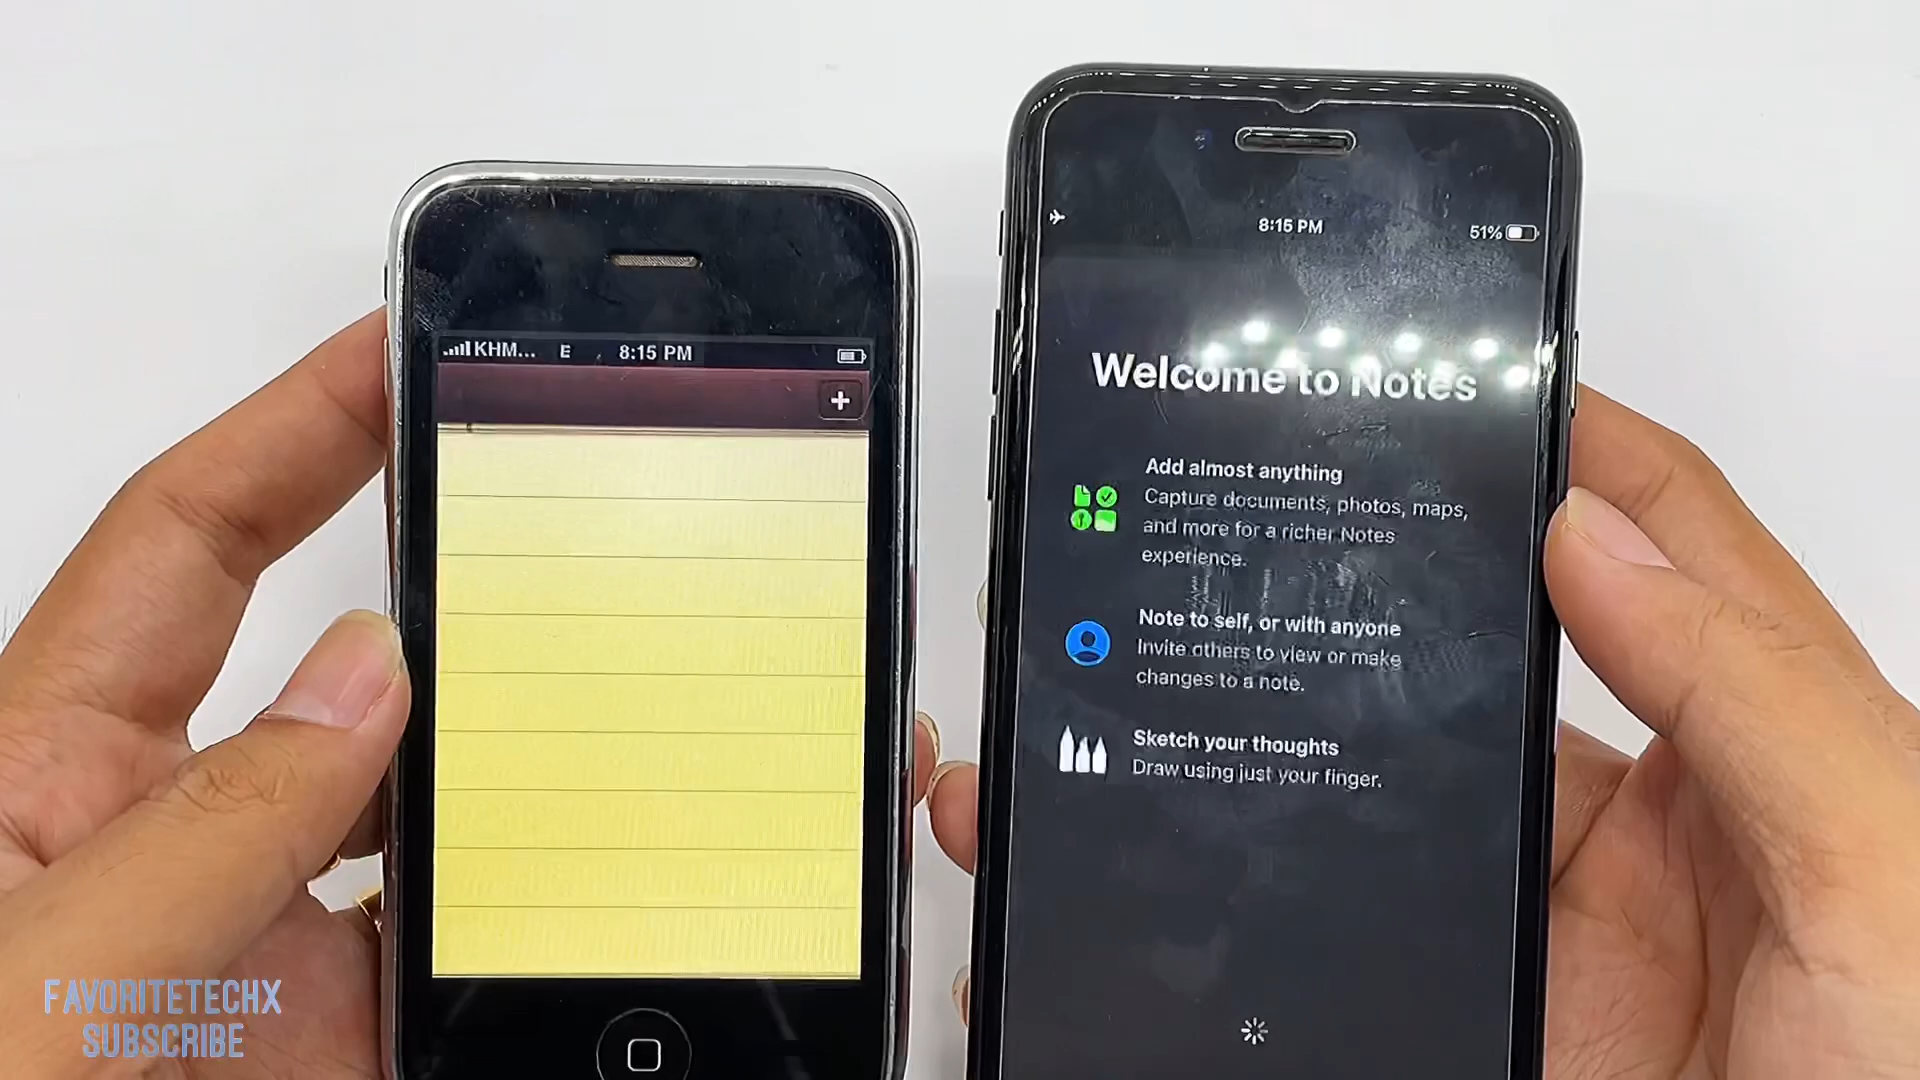 KHM... E 8:15 PM
+
8:15 PM 51%
Welcome to Notes
Add almost anything
Capture documents, photos, maps,
and more for a richer Notes
experience.
Note to self, or with anyone
Invite others to view or make
changes to a note.
Sketch your thoughts
Draw using just your finger.
FAVORITETECHX
SUBSCRIBE